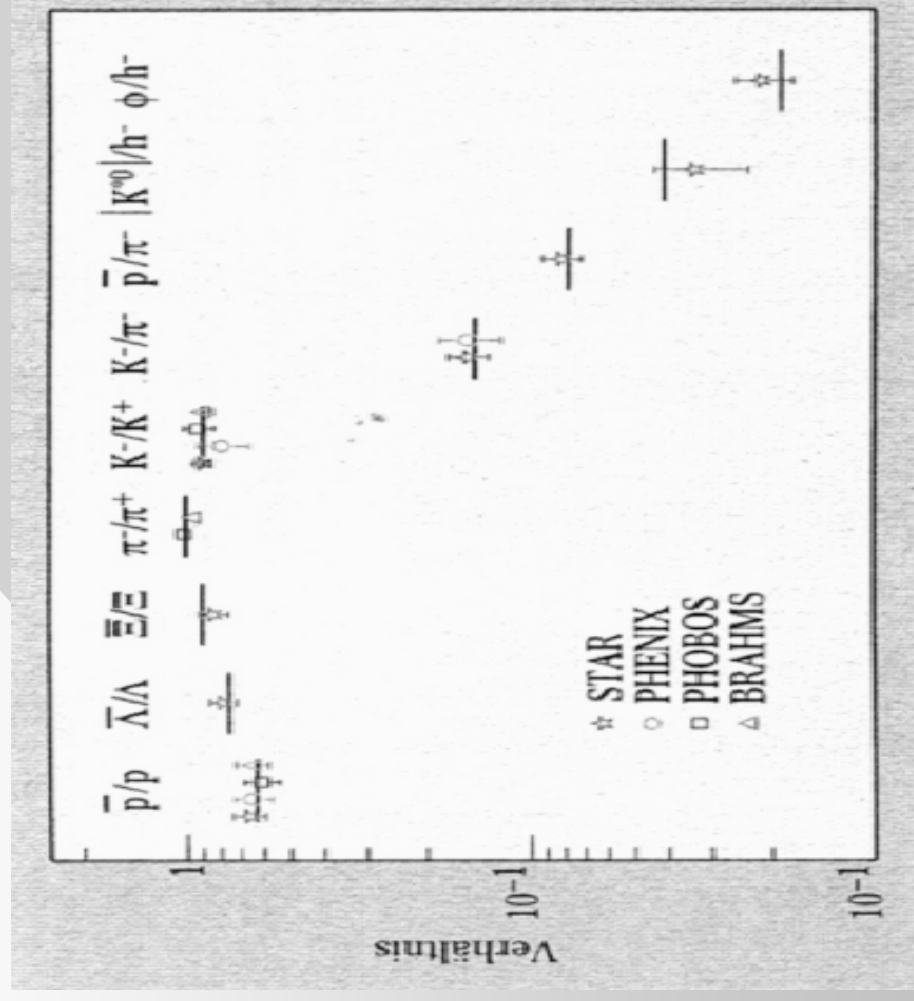 p̄/p Λ̄/Λ Ξ̄/Ξ π⁻/π⁺ K⁻/K⁺ K⁻/π⁻ p̄/π⁻ |K*⁰|/h⁻ ϕ/h⁻
1
10⁻¹
10⁻¹
Verhältnis
STAR
PHENIX
PHOBOS
BRAHMS